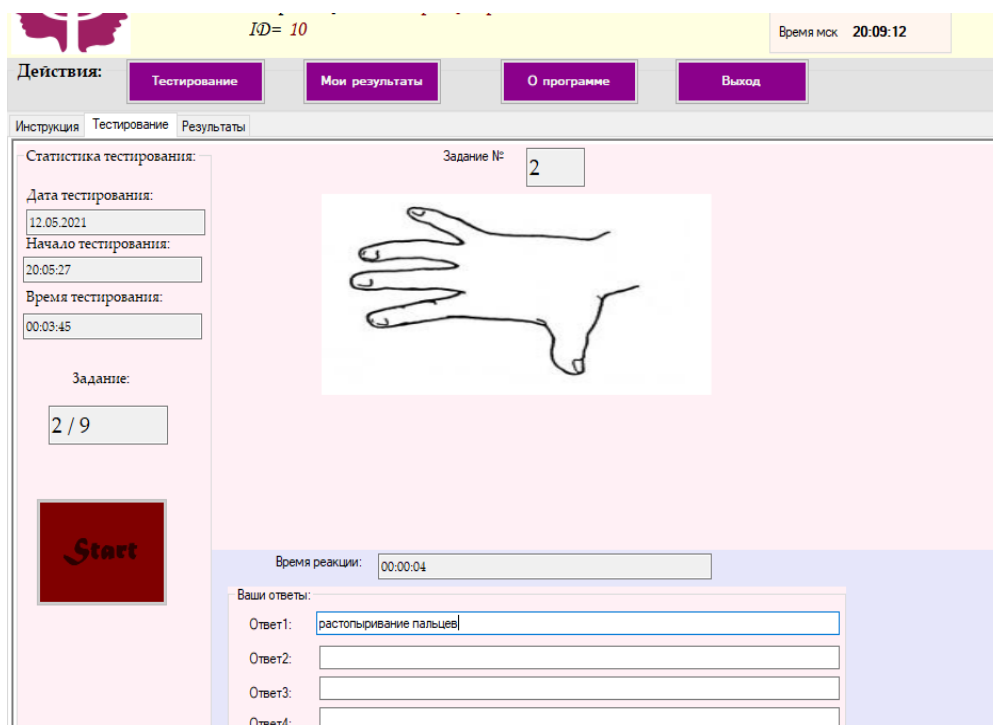 ID= 10
Время мск 20:09:12
Действия:
Тестирование
Мои результаты
О программе
Выход
Инструкция Тестирование Результаты
Статистика тестирования:
Дата тестирования:
12.05.2021
Начало тестирования:
20:05:27
Время тестирования:
00:03:45
Задание:
2 / 9
Start
Задание №
2
Время реакции:
00:00:04
Ваши ответы:
Ответ1:
растопыривание пальцев
Ответ2:
Ответ3:
Ответ4: